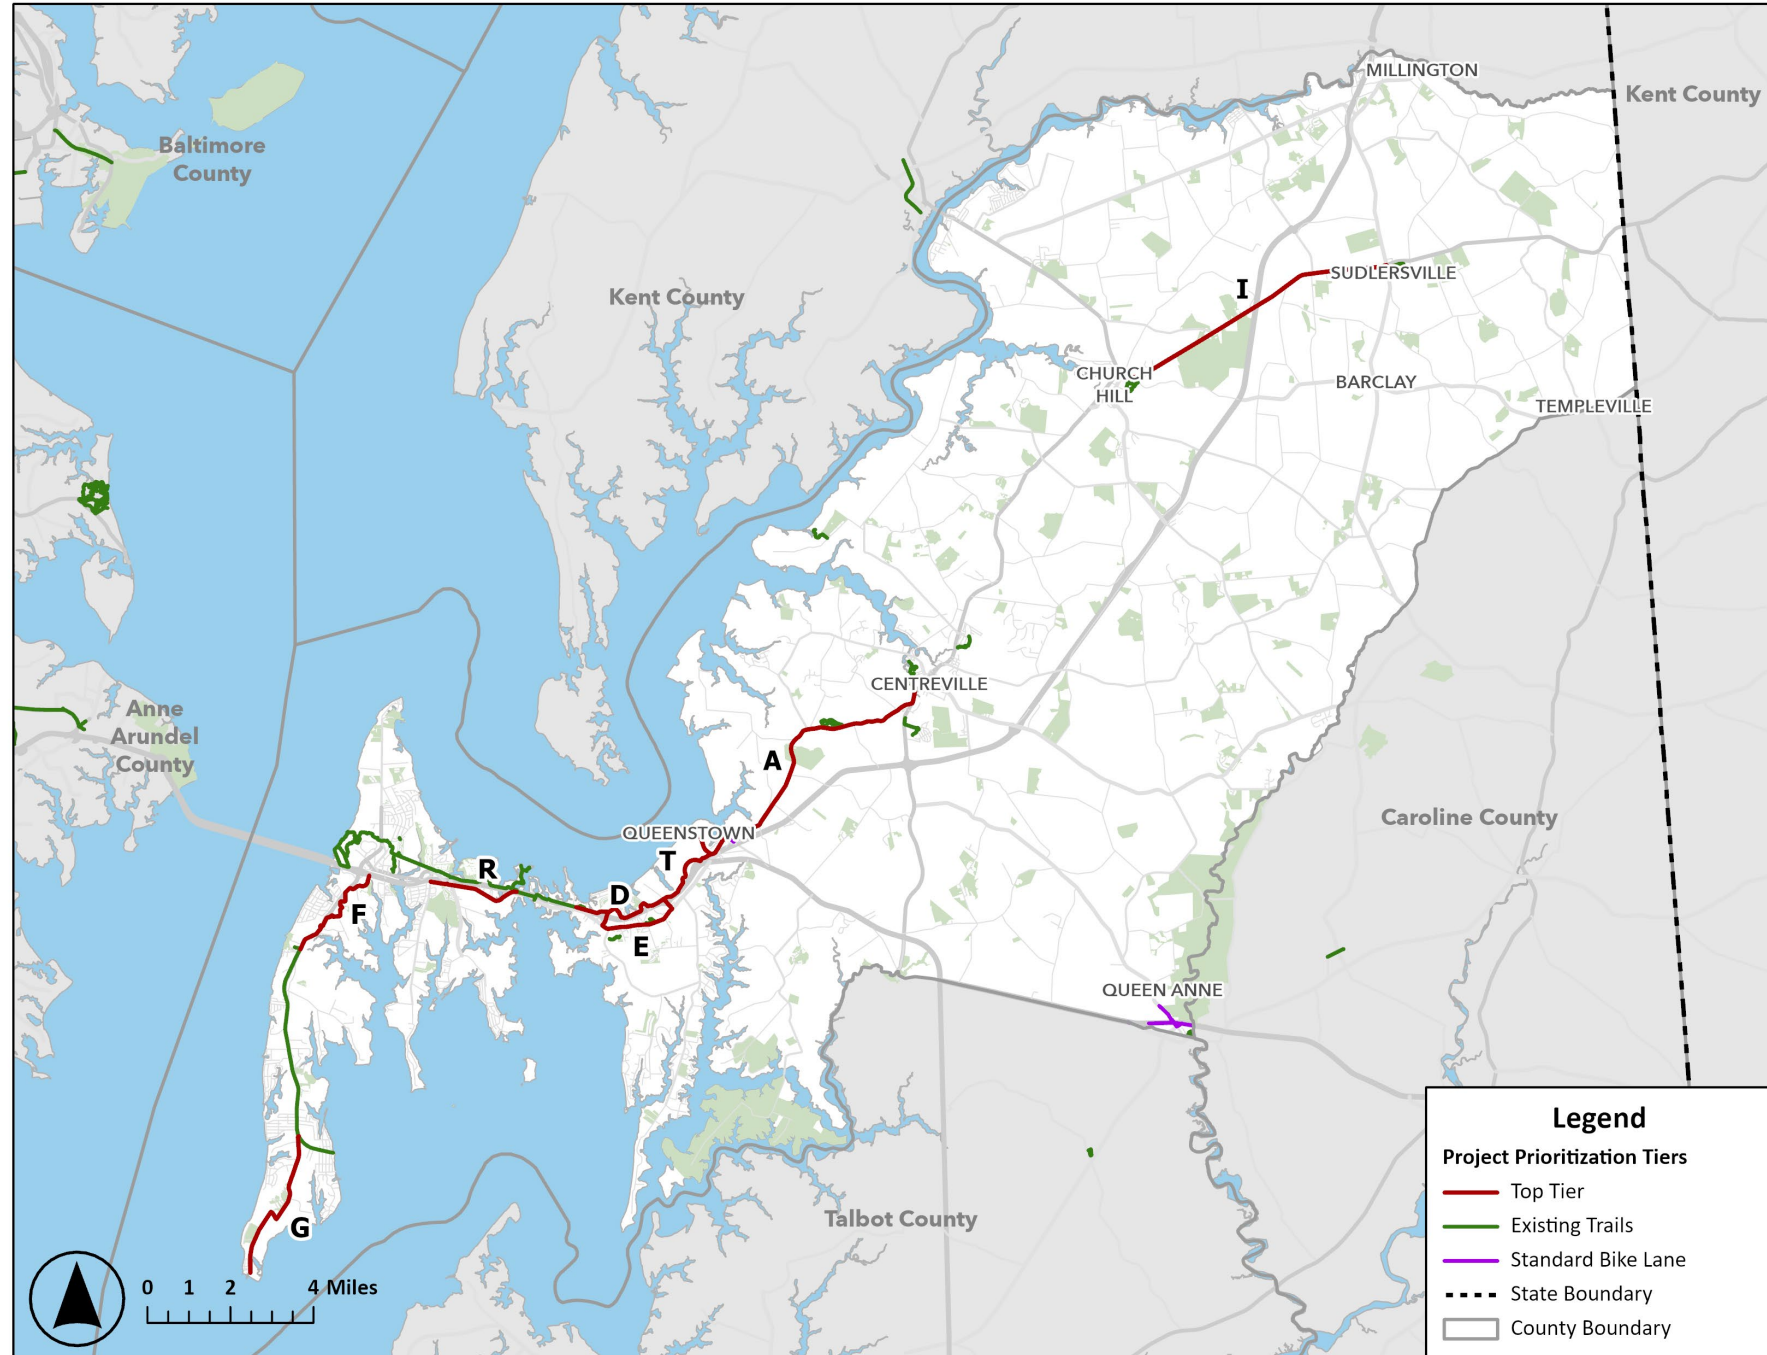 MILLINGTON
Kent County
Baltimore
County
Kent County
SUDLERSVILLE
I
CHURCH
HILL
BARCLAY
TEMPLEVILLE
CENTREVILLE
Anne
Arundel
County
A
QUEENSTOWN
Caroline County
T
R
D
F
E
QUEEN ANNE
Talbot County
G
0 1 2 4 Miles
Legend
Project Prioritization Tiers
Top Tier
Existing Trails
Standard Bike Lane
State Boundary
County Boundary